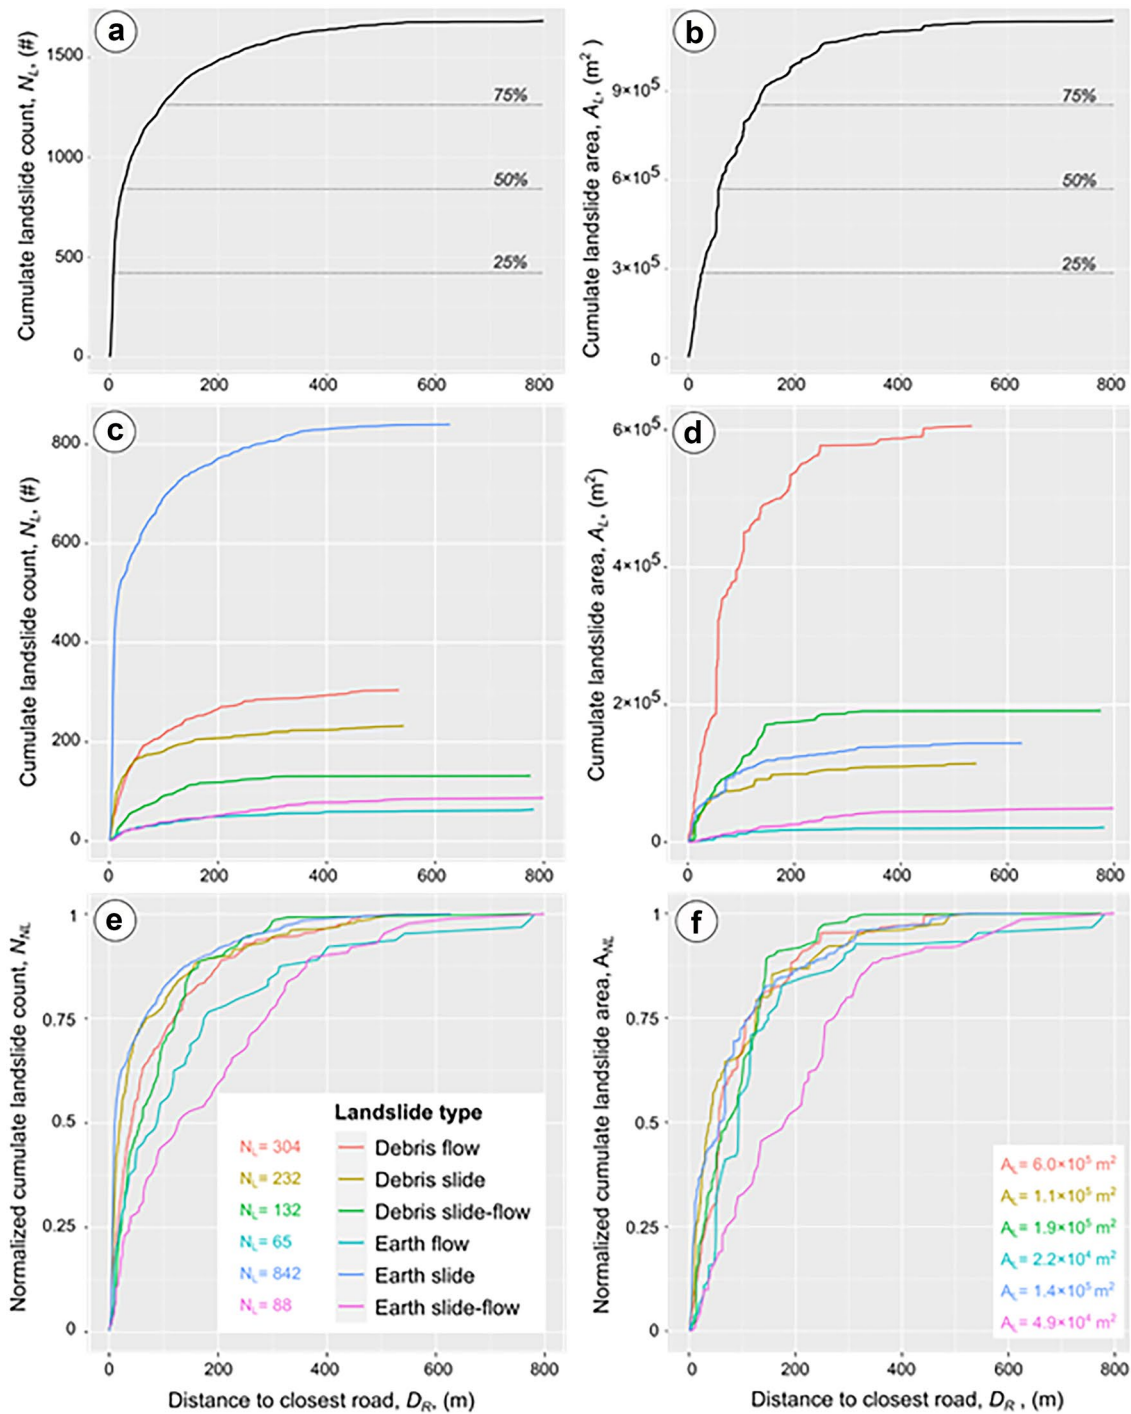 a
Cumulate landslide count, N_L, (#)
1500
1000
500
0
75%
50%
25%
0 200 400 600 800
b
Cumulate landslide area, A_L, (m²)
9×10⁵
6×10⁵
3×10⁵
0
75%
50%
25%
0 200 400 600 800
c
Cumulate landslide count, N_L, (#)
800
600
400
200
0
0 200 400 600 800
d
Cumulate landslide area, A_L, (m²)
6×10⁵
4×10⁵
2×10⁵
0
0 200 400 600 800
e
Normalized cumulate landslide count, N_NL
1
0.75
0.5
0.25
0
Landslide type
N_L = 304 Debris flow
N_L = 232 Debris slide
N_L = 132 Debris slide-flow
N_L = 65 Earth flow
N_L = 842 Earth slide
N_L = 88 Earth slide-flow
0 200 400 600 800
Distance to closest road, D_R, (m)
f
Normalized cumulate landslide area, A_NL
1
0.75
0.5
0.25
0
A_L = 6.0×10⁵ m²
A_L = 1.1×10⁵ m²
A_L = 1.9×10⁵ m²
A_L = 2.2×10⁴ m²
A_L = 1.4×10⁵ m²
A_L = 4.9×10⁴ m²
0 200 400 600 800
Distance to closest road, D_R , (m)